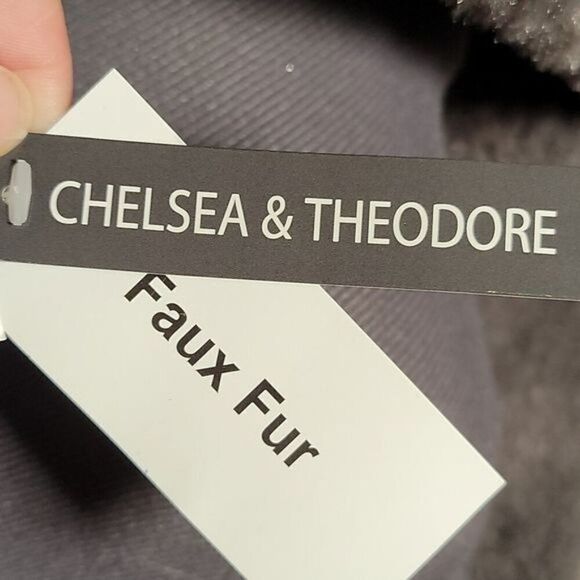 CHELSEA & THEODORE
Faux Fur